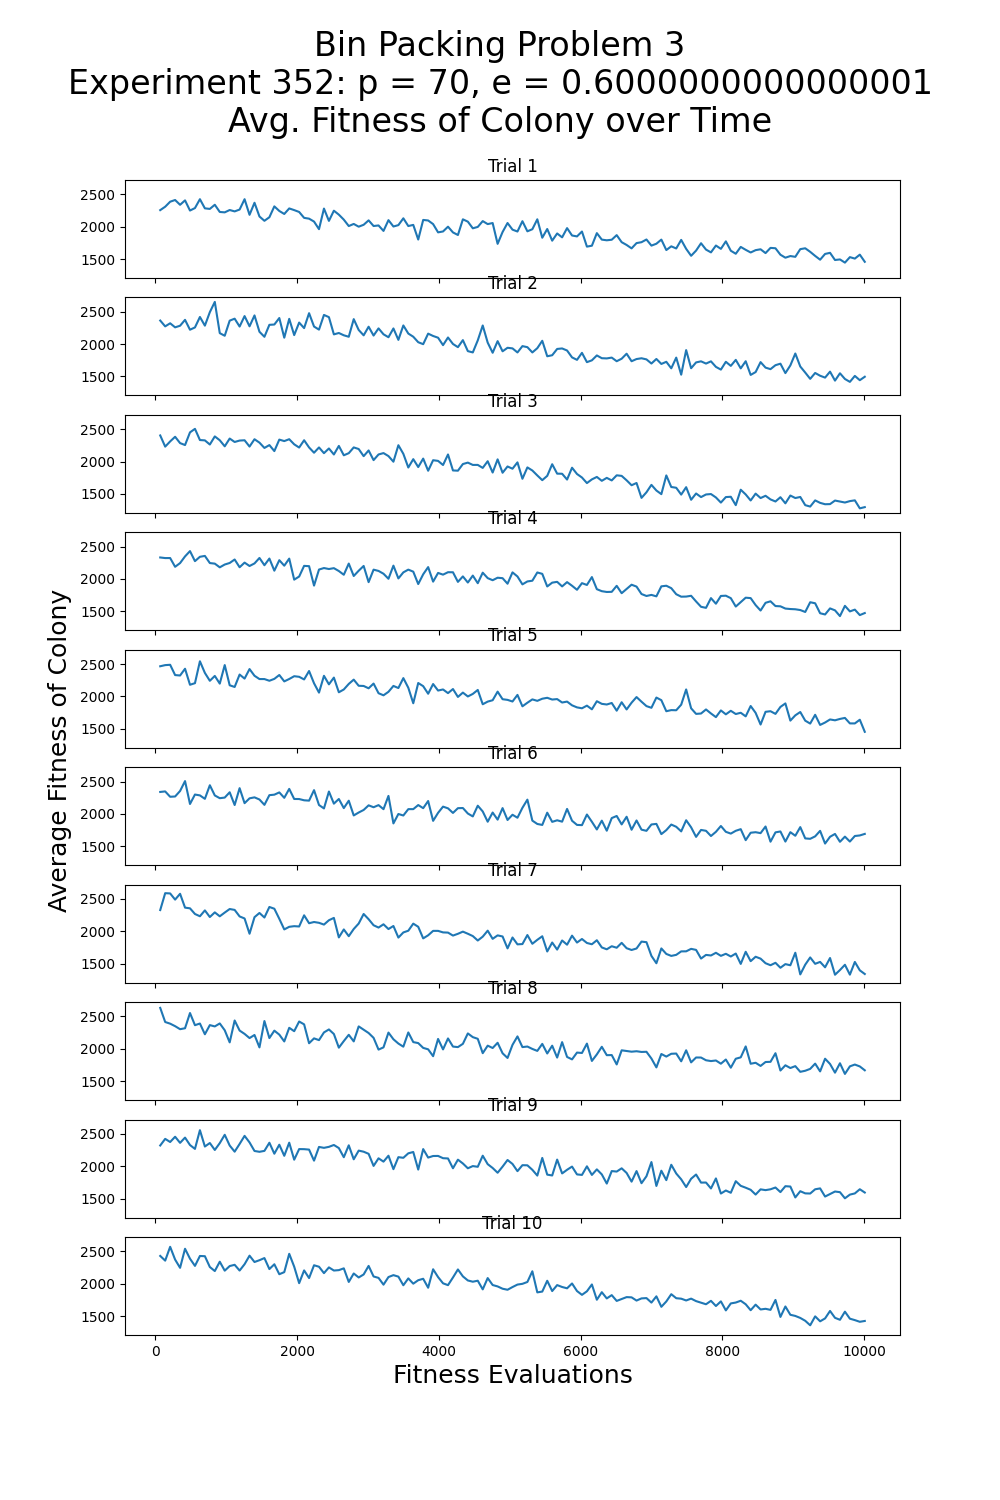 Bin Packing Problem 3
Experiment 352: p = 70, e = 0.6000000000000001
Avg. Fitness of Colony over Time
Trial 1
2500
2000
1500
Trial 2
2500
2000
1500
Trial 3
2500
2000
1500
Trial 4
2500
2000
1500
Trial 5
2500
2000
1500
Trial 6
2500
2000
1500
Trial 7
2500
2000
1500
Trial 8
2500
2000
1500
Trial 9
2500
2000
1500
Trial 10
2500
2000
1500
Average Fitness of Colony
0 2000 4000 6000 8000 10000
Fitness Evaluations